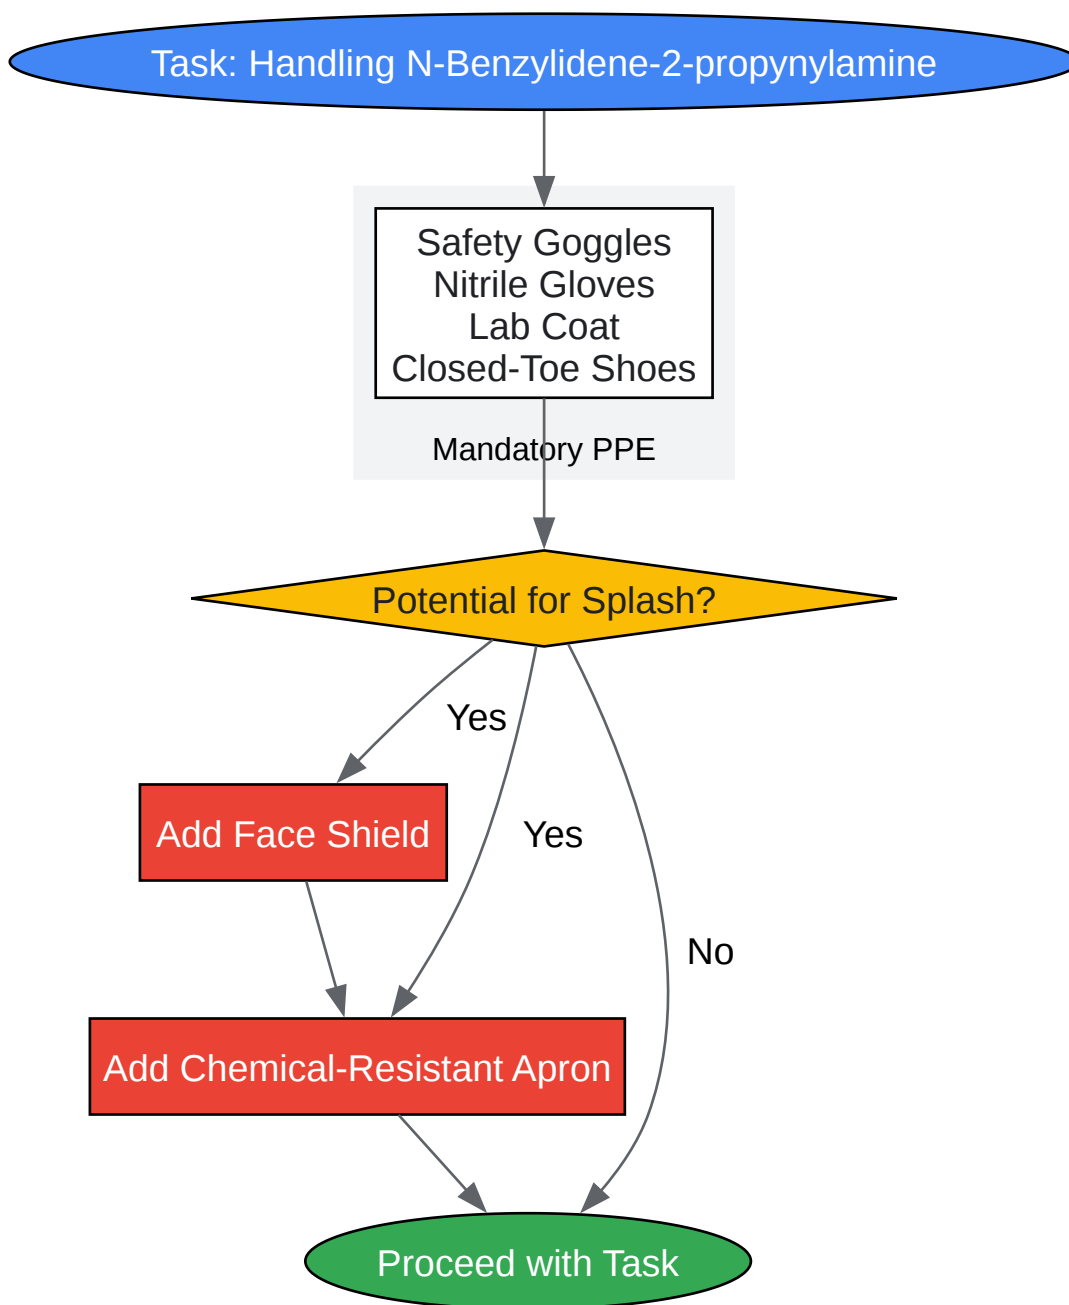 Task: Handling N-Benzylidene-2-propynylamine
Safety Goggles
Nitrile Gloves
Lab Coat
Closed-Toe Shoes
Mandatory PPE
Potential for Splash?
Yes
Add Face Shield
Yes
No
Add Chemical-Resistant Apron
Proceed with Task